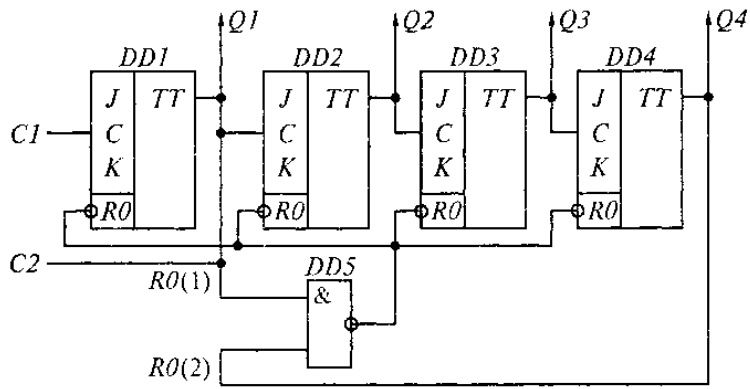 Q1 Q2 Q3 Q4
DD1 DD2 DD3 DD4
J TT J TT J TT J TT
C1 C C C C
K K K K
R0 R0 R0 R0
C2 DD5
R0(1) &
R0(2)